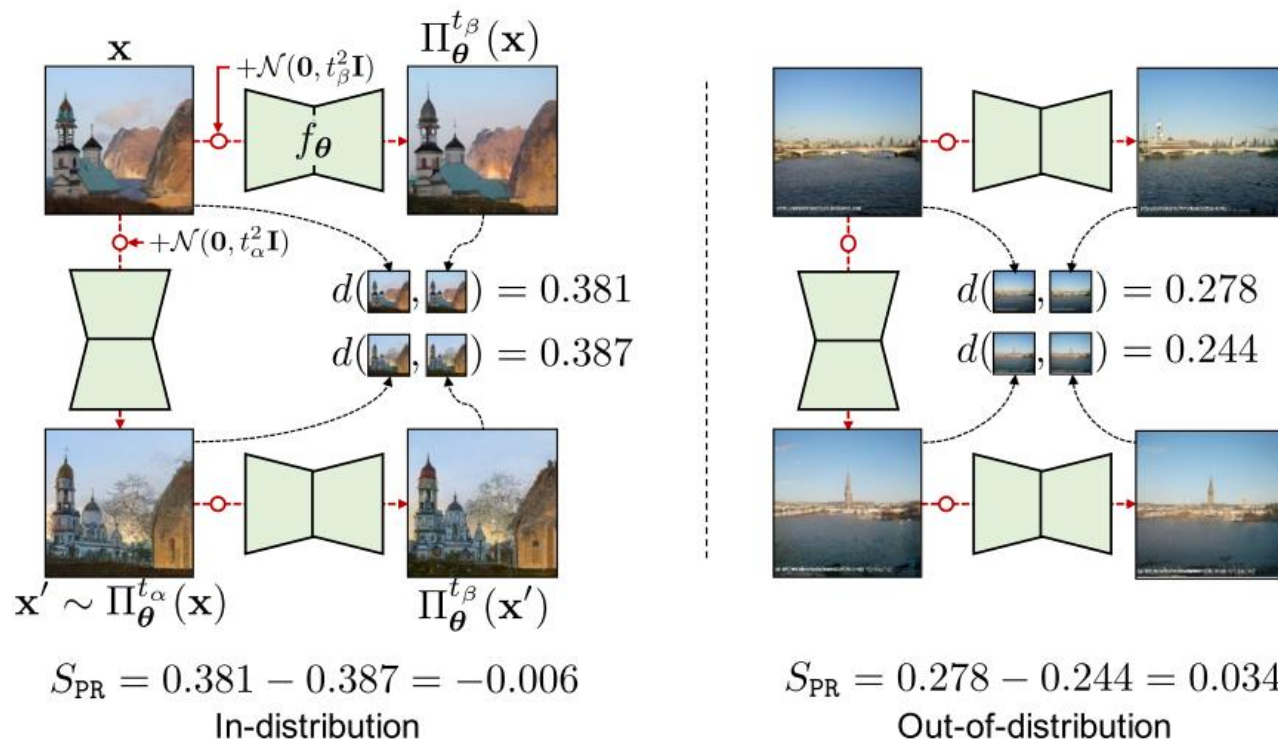 x
+𝒩(0, t_β^2 I)
Π_θ^{t_β}(x)
f_θ
+𝒩(0, t_α^2 I)
d( , ) = 0.381
d( , ) = 0.387
x′ ∼ Π_θ^{t_α}(x)
Π_θ^{t_β}(x′)
S_PR = 0.381 − 0.387 = −0.006
In-distribution
d( , ) = 0.278
d( , ) = 0.244
S_PR = 0.278 − 0.244 = 0.034
Out-of-distribution